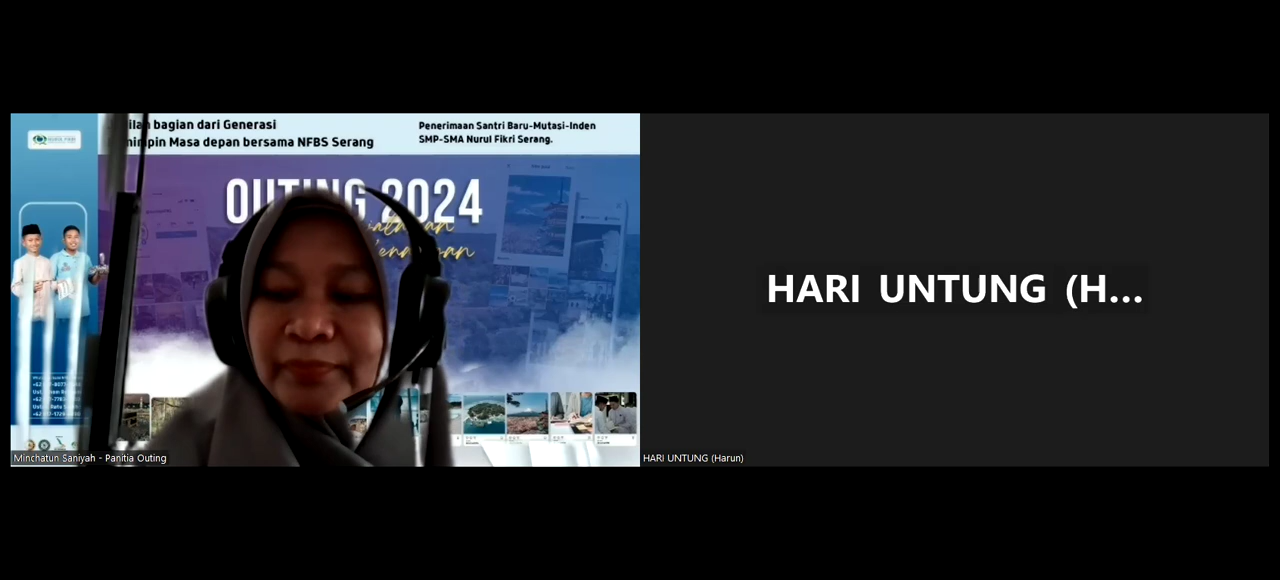 ilah bagian dari Generasi
impin Masa depan bersama NFBS Serang
Penerimaan Santri Baru-Mutasi-Inden
SMP-SMA Nurul Fikri Serang.
OUTING 2024
HARI UNTUNG (H...
Minchatun Saniyah - Panitia Outing
HARI UNTUNG (Harun)